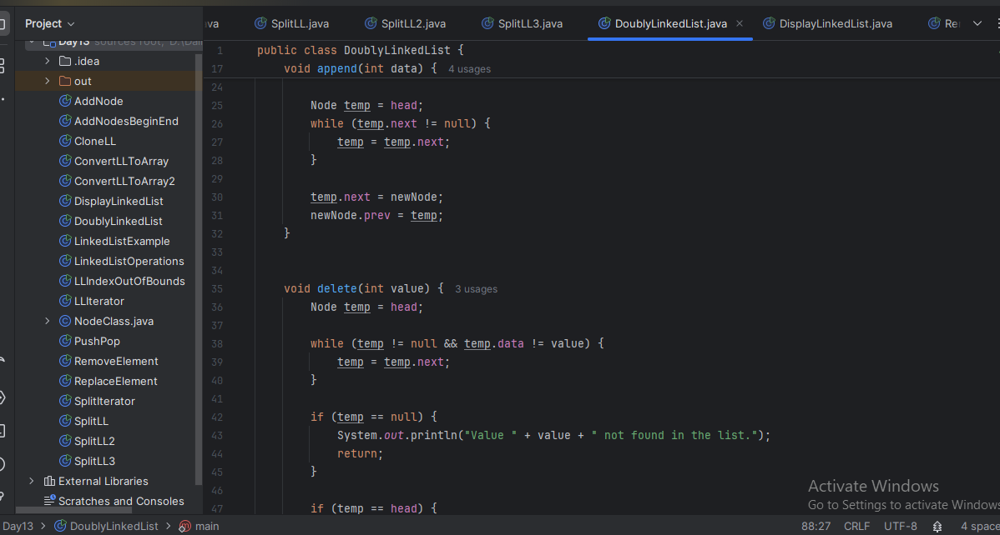 Project
va
SplitLL.java
SplitLL2.java
SplitLL3.java
DoublyLinkedList.java
DisplayLinkedList.java
Re
Day13 sources root,
.idea
out
AddNode
AddNodesBeginEnd
CloneLL
ConvertLLToArray
ConvertLLToArray2
DisplayLinkedList
DoublyLinkedList
LinkedListExample
LinkedListOperations
LLIndexOutOfBounds
LLIterator
NodeClass.java
PushPop
RemoveElement
ReplaceElement
SplitIterator
SplitLL
SplitLL2
SplitLL3
External Libraries
Scratches and Consoles
1 public class DoublyLinkedList {
17 void append(int data) { 4 usages
24
25 Node temp = head;
26 while (temp.next != null) {
27 temp = temp.next;
28 }
29
30 temp.next = newNode;
31 newNode.prev = temp;
32 }
33
34
35 void delete(int value) { 3 usages
36 Node temp = head;
37
38 while (temp != null && temp.data != value) {
39 temp = temp.next;
40 }
41
42 if (temp == null) {
43 System.out.println("Value " + value + " not found in the list.");
44 return;
45 }
46
47 if (temp == head) {
Activate Windows
Go to Settings to activate Windows
Day13 > DoublyLinkedList > main
88:27 CRLF UTF-8 4 space